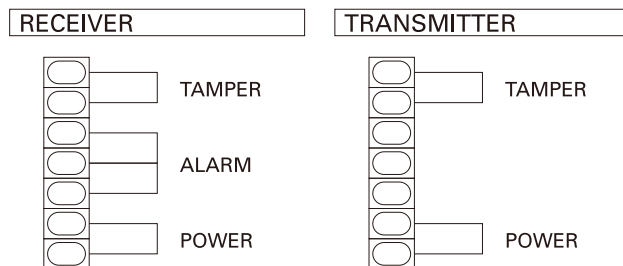 RECEIVER
TAMPER
ALARM
POWER
TRANSMITTER
TAMPER
POWER